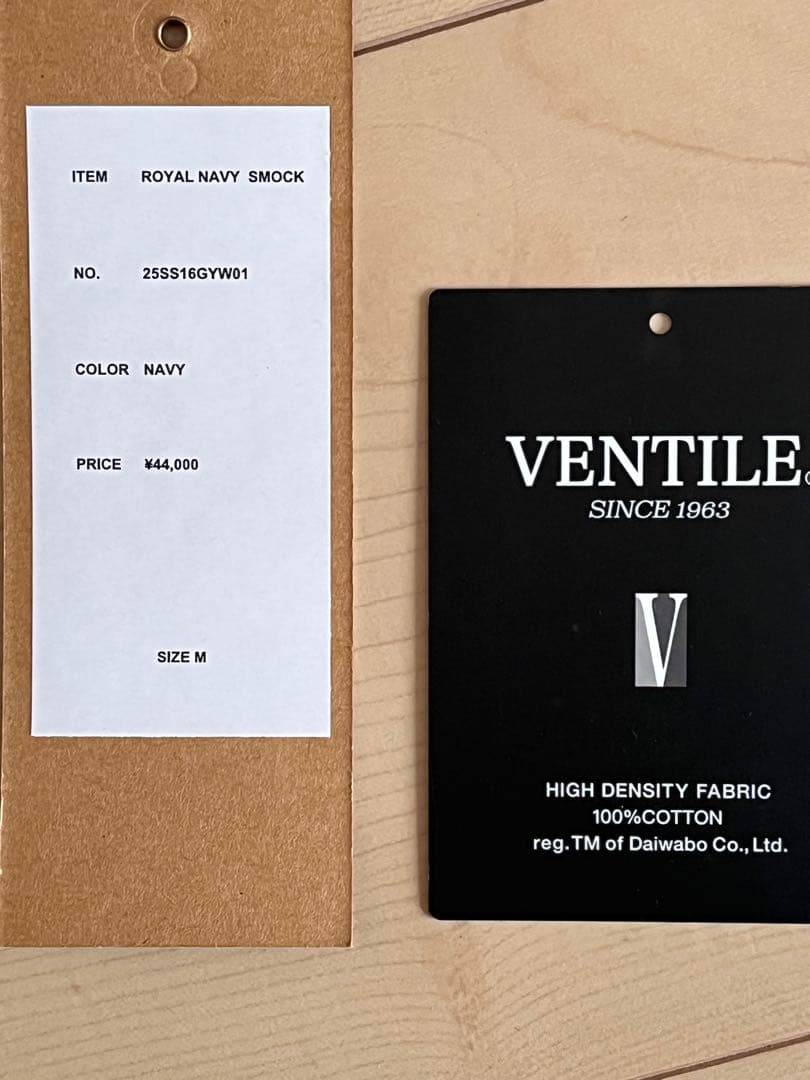 ITEM ROYAL NAVY SMOCK
NO. 25SS16GYW01
COLOR NAVY
PRICE ¥44,000
SIZE M
VENTILE®
SINCE 1963
V
HIGH DENSITY FABRIC
100%COTTON
reg.TM of Daiwabo Co., Ltd.